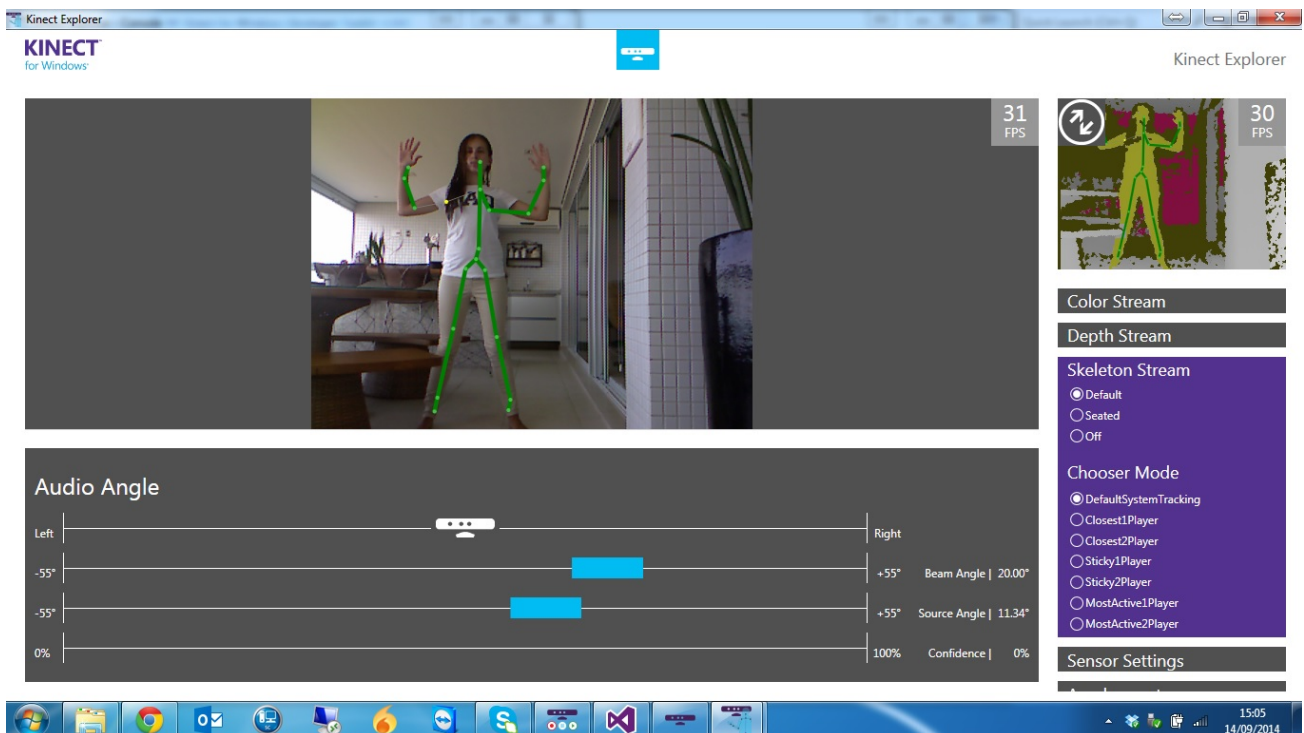 Kinect Explorer
KINECT™
for Windows®
Kinect Explorer
31
FPS
30
FPS
Color Stream
Depth Stream
Skeleton Stream
Default
Seated
Off
Chooser Mode
DefaultSystemTracking
Closest1Player
Closest2Player
Sticky1Player
Sticky2Player
MostActive1Player
MostActive2Player
Sensor Settings
Audio Angle
Left
Right
-55°
+55° Beam Angle | 20.00°
-55°
+55° Source Angle | 11.34°
0%
100% Confidence | 0%
15:05
14/09/2014